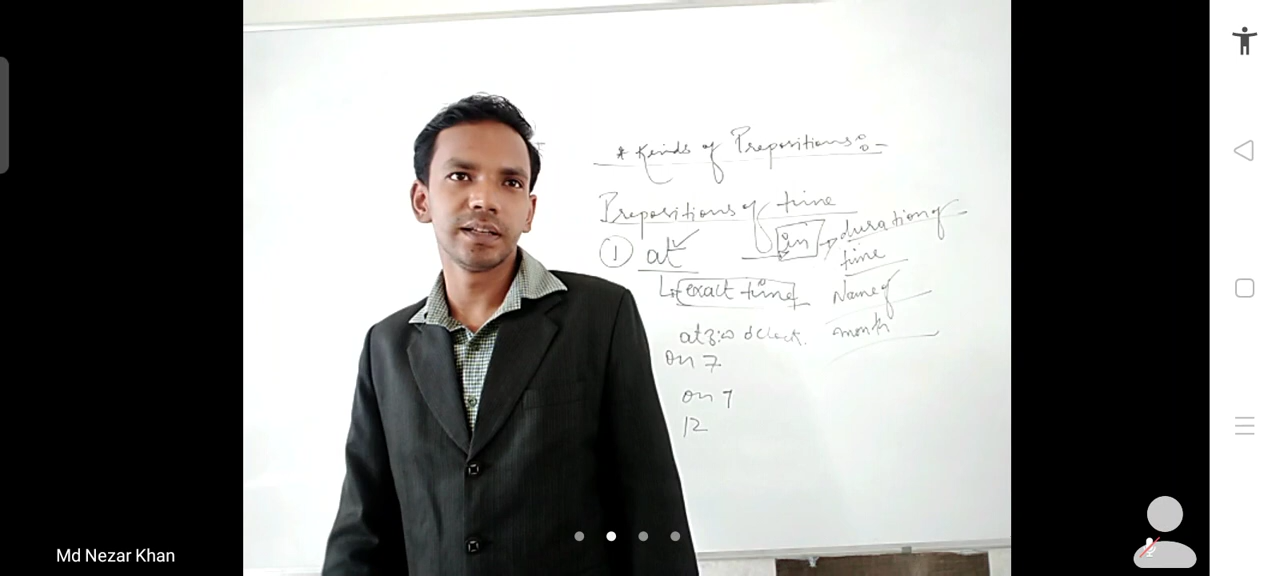 * Kinds of Prepositions:-
Prepositions of time
① at ✓
in → duration of
time
exact time
Name of
month
at 3:00 o'clock.
on 7
on 7
12
Md Nezar Khan